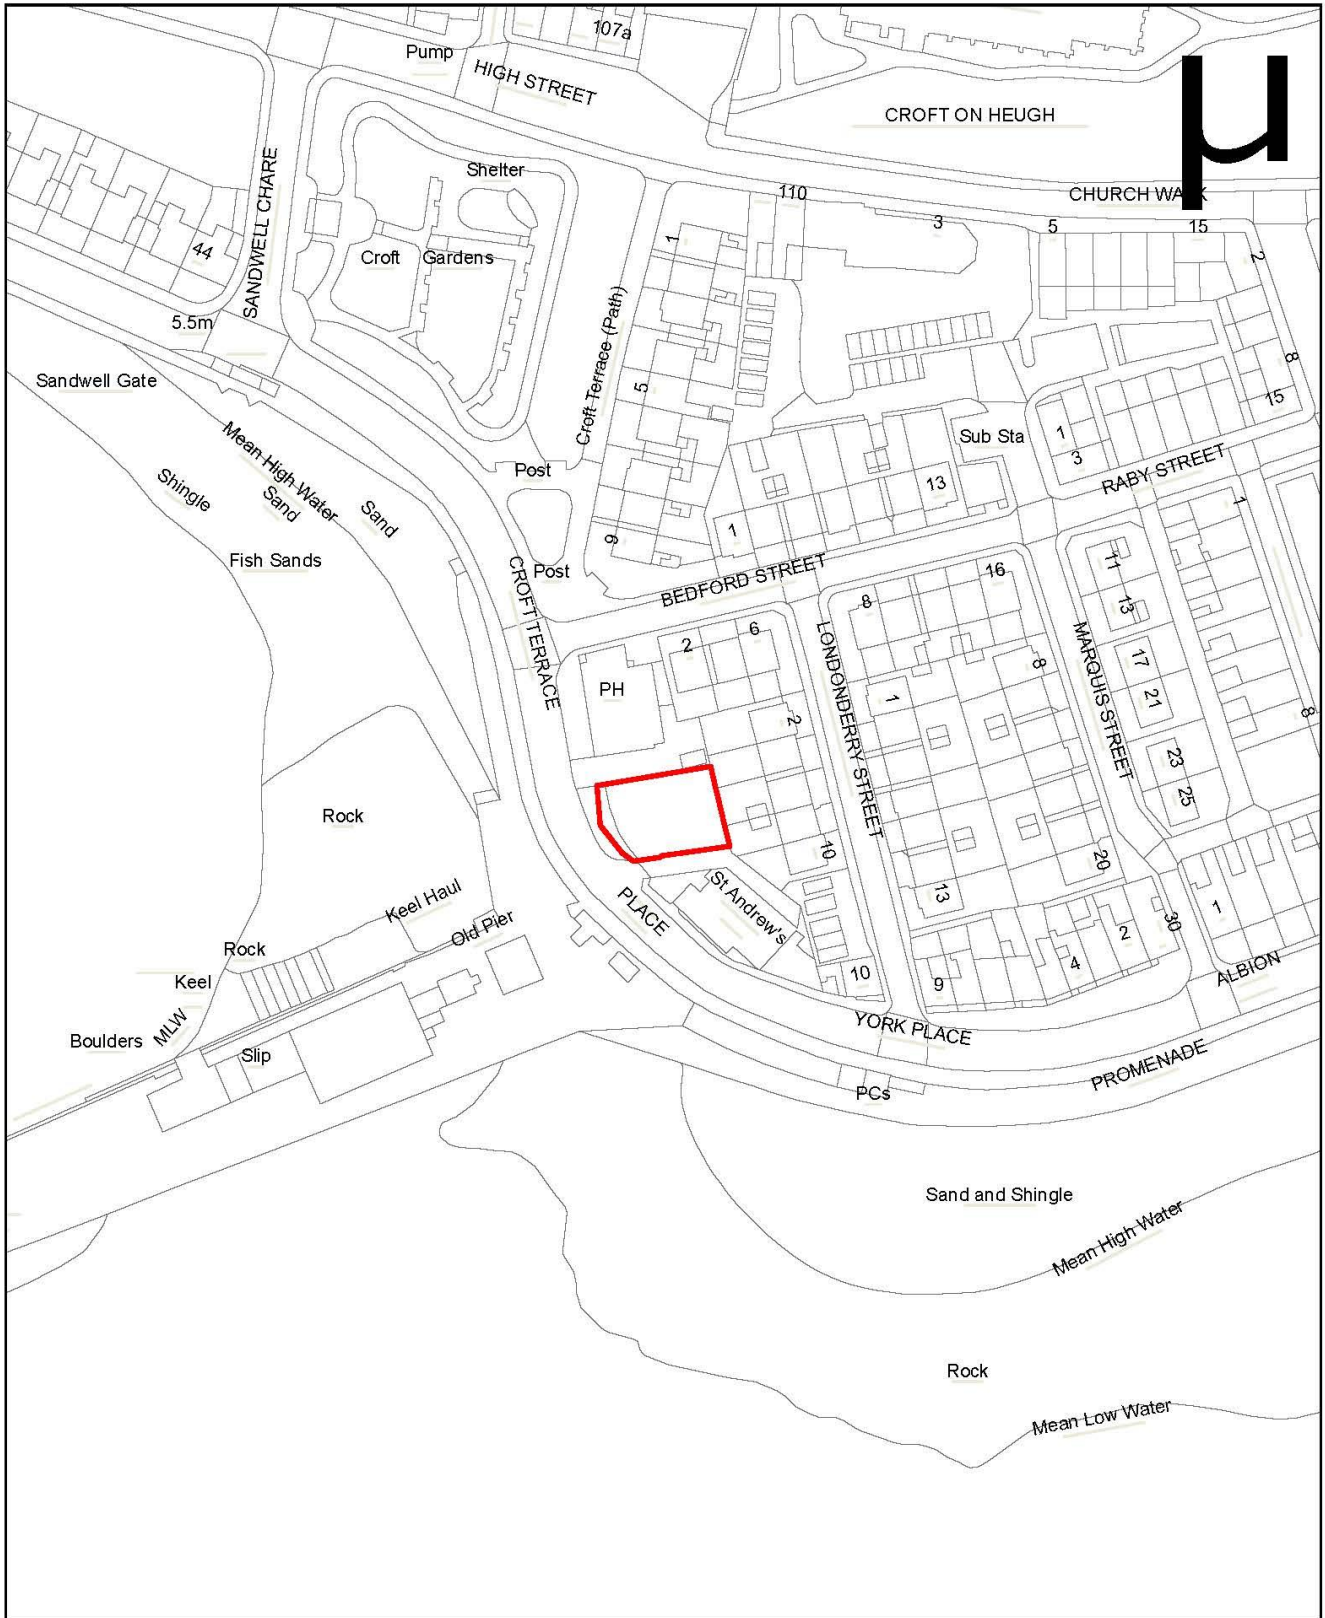 107a
Pump
HIGH STREET
µ
CROFT ON HEUGH
SANDWELL CHARE
Shelter
110
CHURCH WALK
3
5
15
44
Croft Gardens
1
2
5.5m
Croft Terrace (Path)
Sandwell Gate
5
8
15
Mean High Water
Sub Sta
1
3
Shingle
Sand
Sand
Post
13
RABY STREET
1
1
Fish Sands
9
Post
BEDFORD STREET
16
11
8
13
CROFT TERRACE
LONDONDERRY STREET
MARQUIS STREET
2
6
8
17
PH
1
21
2
8
23
25
Rock
10
20
Keel Haul
PLACE
St Andrew's
13
1
Old Pier
2
30
Rock
4
Keel
10
9
ALBION
MLW
YORK PLACE
Boulders
Slip
PROMENADE
PCs
Sand and Shingle
Mean High Water
Rock
Mean Low Water